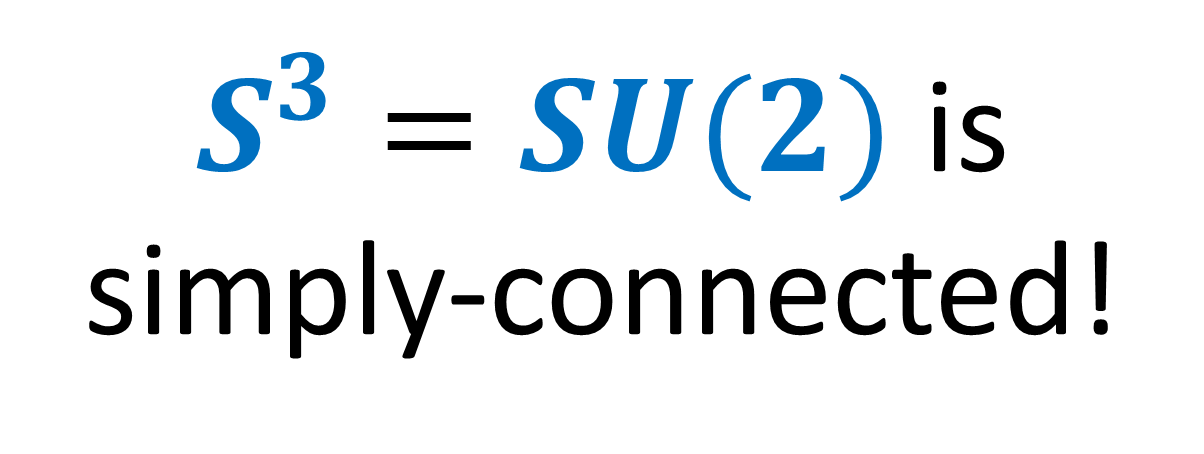 S³ = SU(2) is
simply-connected!